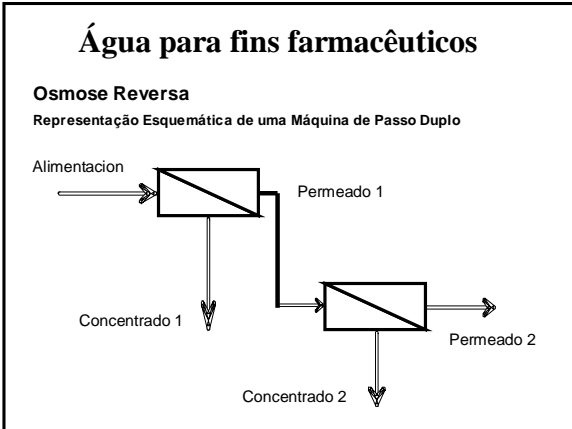 Água para fins farmacêuticos
Osmose Reversa
Representação Esquemática de uma Máquina de Passo Duplo
Alimentacion
Permeado 1
Concentrado 1
Permeado 2
Concentrado 2